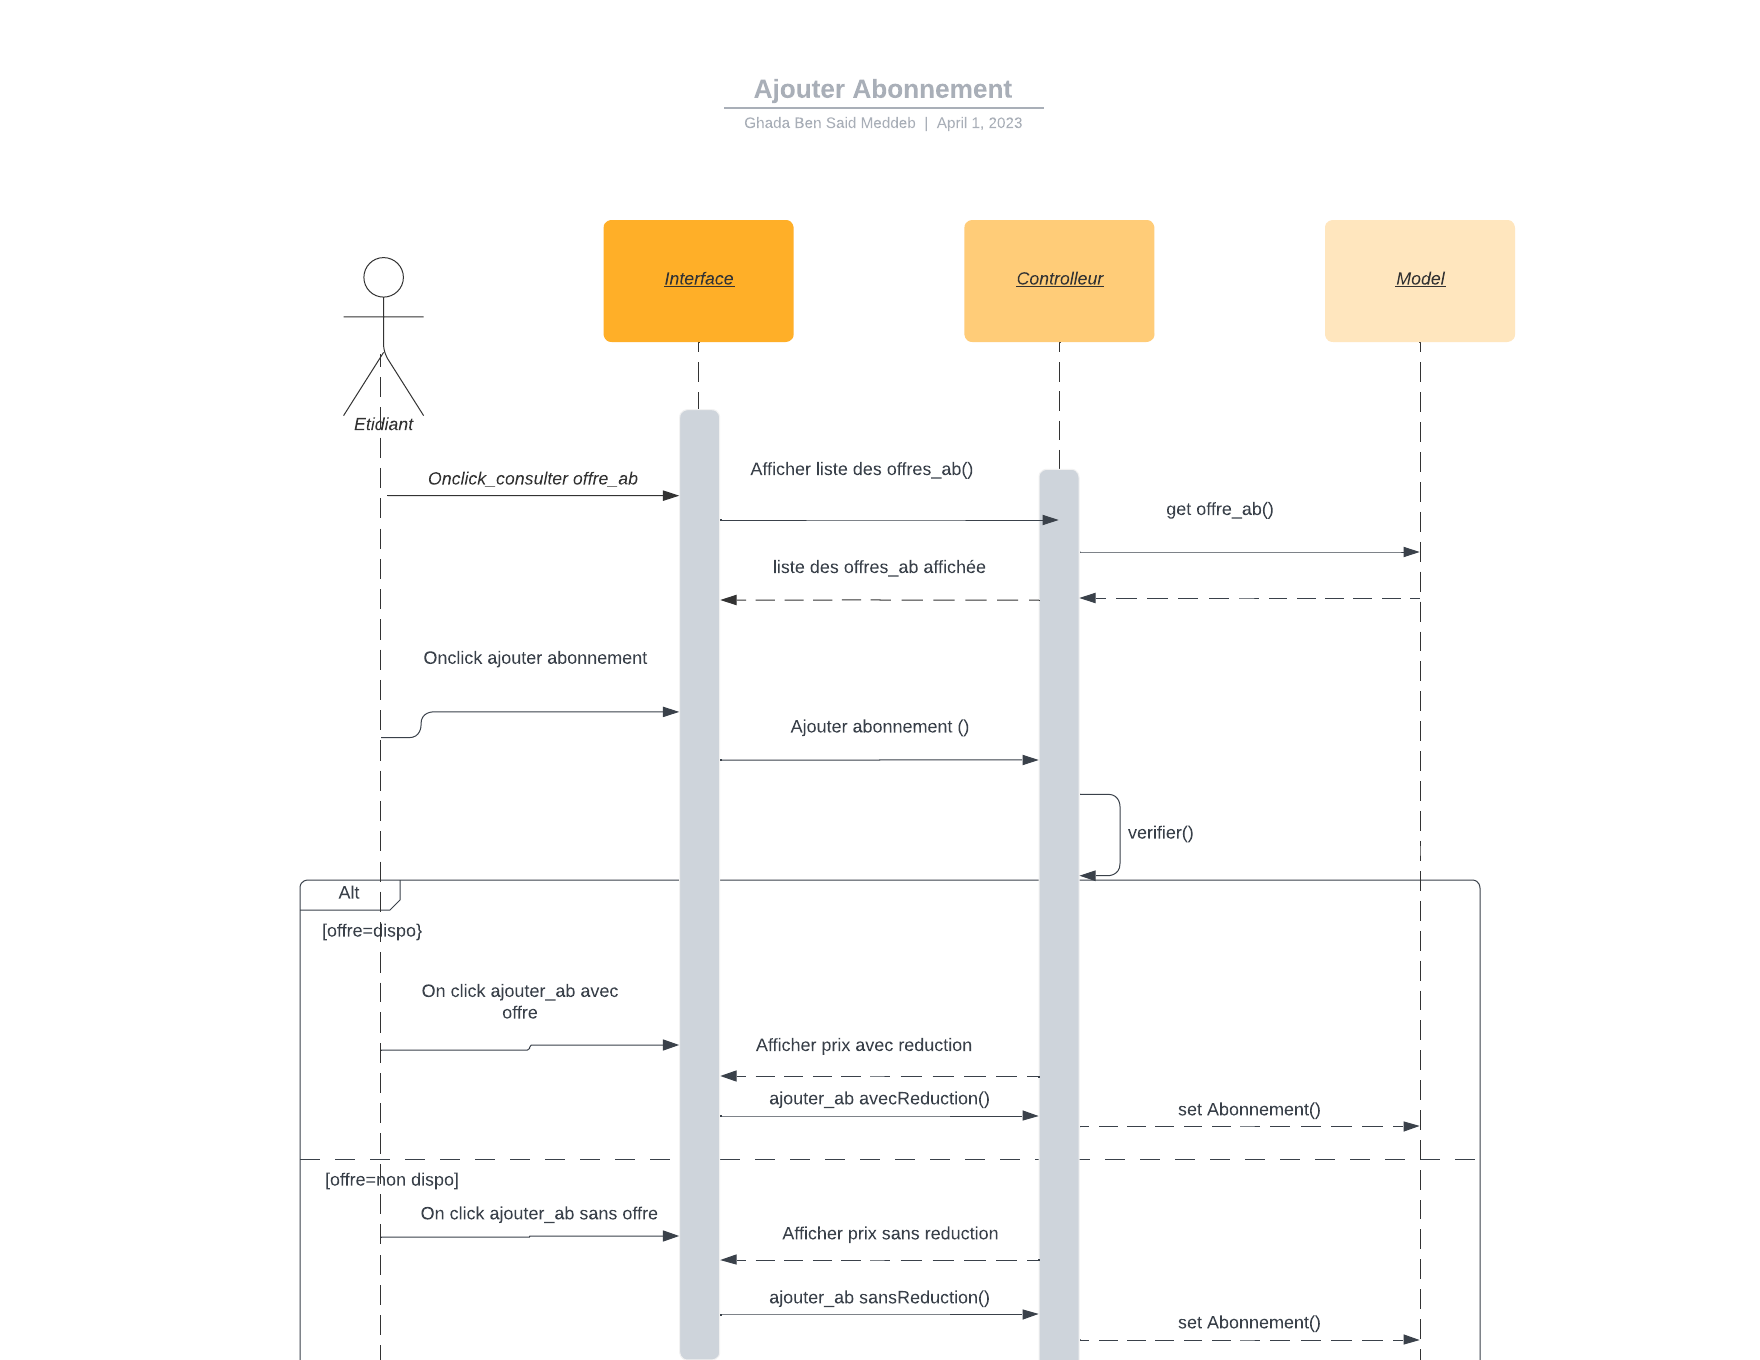 Ajouter Abonnement
Ghada Ben Said Meddeb | April 1, 2023
Interface
Controlleur
Model
Etidiant
Onclick_consulter offre_ab
Afficher liste des offres_ab()
get offre_ab()
liste des offres_ab affichée
Onclick ajouter abonnement
Ajouter abonnement ()
verifier()
Alt
[offre=dispo}
On click ajouter_ab avec
offre
Afficher prix avec reduction
ajouter_ab avecReduction()
set Abonnement()
[offre=non dispo]
On click ajouter_ab sans offre
Afficher prix sans reduction
ajouter_ab sansReduction()
set Abonnement()